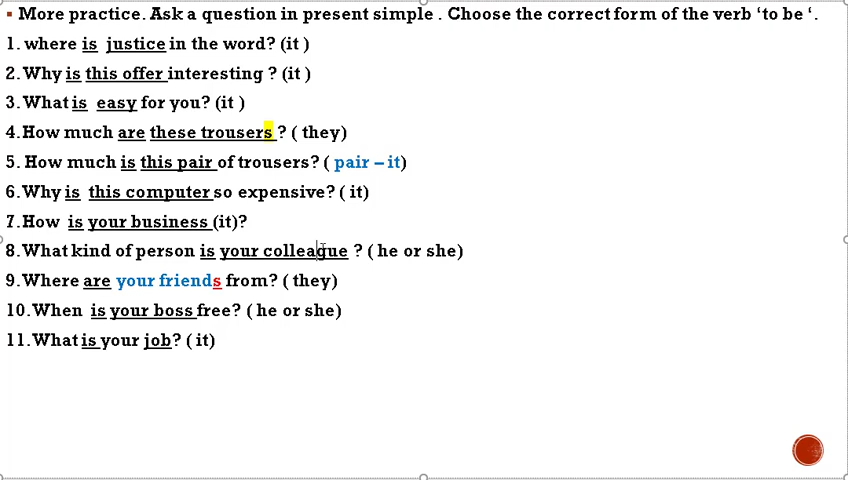 ▪ More practice. Ask a question in present simple . Choose the correct form of the verb ‘to be ‘.
1. where is justice in the word? (it )
2. Why is this offer interesting ? (it )
3. What is easy for you? (it )
4. How much are these trousers ? ( they)
5. How much is this pair of trousers? ( pair – it)
6. Why is this computer so expensive? ( it)
7. How is your business (it)?
8. What kind of person is your colleague ? ( he or she)
9. Where are your friends from? ( they)
10. When is your boss free? ( he or she)
11. What is your job? ( it)